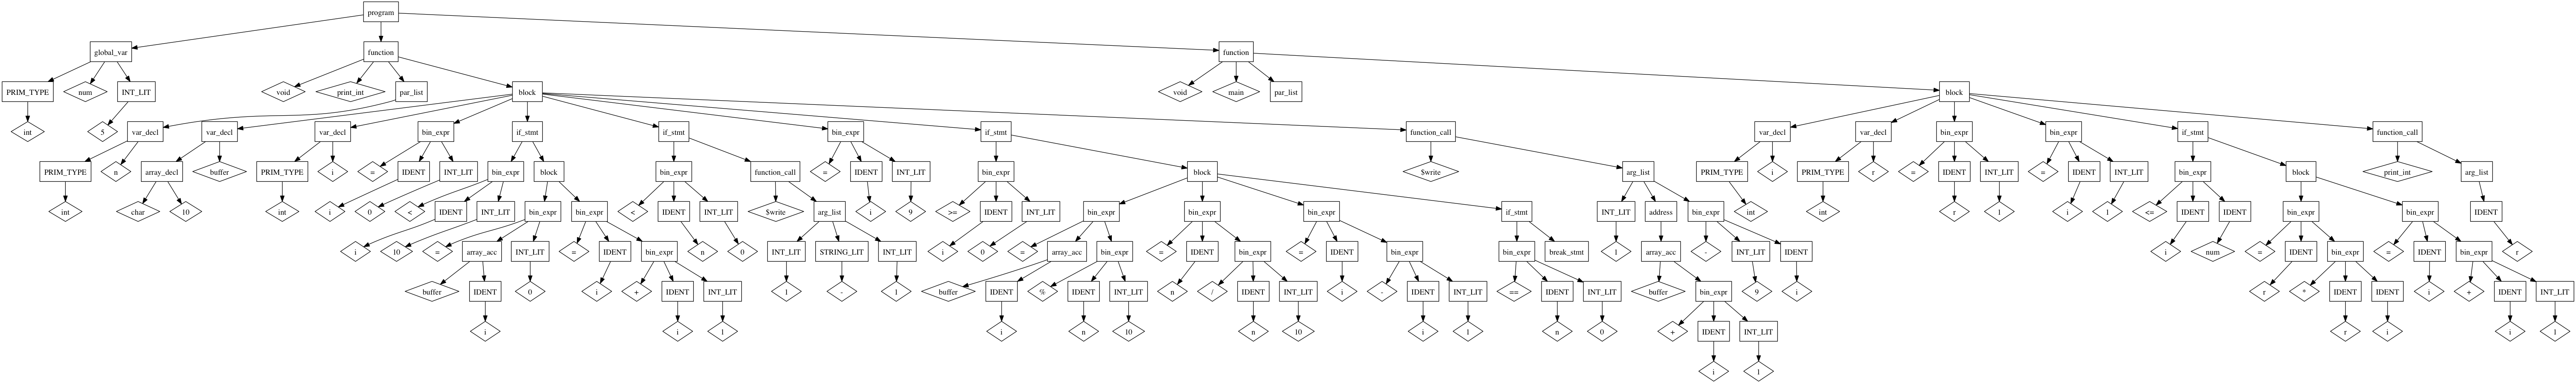 program
global_var function function
PRIM_TYPE num INT_LIT void print_int par_list block void main par_list block
int 5 var_decl var_decl var_decl bin_expr if_stmt if_stmt bin_expr if_stmt function_call var_decl var_decl bin_expr bin_expr if_stmt function_call
PRIM_TYPE n array_decl buffer PRIM_TYPE i = IDENT INT_LIT bin_expr block bin_expr function_call = IDENT INT_LIT bin_expr block $write arg_list PRIM_TYPE i PRIM_TYPE r = IDENT INT_LIT = IDENT INT_LIT bin_expr block print_int arg_list
int char 10 int i 0 < IDENT INT_LIT bin_expr bin_expr < IDENT INT_LIT $write arg_list i 9 >= IDENT INT_LIT bin_expr bin_expr bin_expr if_stmt INT_LIT address bin_expr int int r 1 i 1 <= IDENT IDENT bin_expr bin_expr IDENT
i 10 = array_acc INT_LIT = IDENT bin_expr n 0 INT_LIT STRING_LIT INT_LIT i 0 = array_acc bin_expr = IDENT bin_expr = IDENT bin_expr bin_expr break_stmt 1 array_acc - INT_LIT IDENT i num = IDENT bin_expr = IDENT bin_expr r
buffer IDENT 0 i + IDENT INT_LIT 1 - 1 buffer IDENT % IDENT INT_LIT n / IDENT INT_LIT i - IDENT INT_LIT == IDENT INT_LIT buffer bin_expr 9 i r * IDENT IDENT i + IDENT INT_LIT
i i 1 i n 10 n 10 i 1 n 0 + IDENT INT_LIT r i i 1
i 1